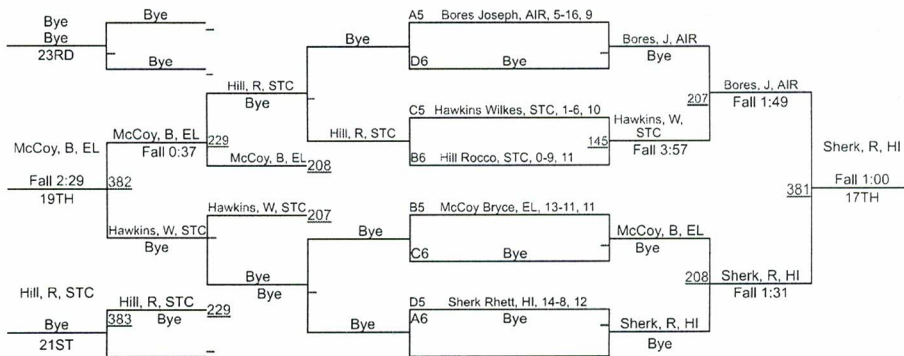 Bye
Bye
23RD
Bye
Bye
Bye
A5 Bores Joseph, AIR, 5-16, 9
D6 Bye
Bores, J, AIR
Bye
Hill, R, STC
Bye
207
Bores, J, AIR
Fall 1:49
C5 Hawkins Wilkes, STC, 1-6, 10
Hill, R, STC
145
Hawkins, W, STC
Fall 3:57
B6 Hill Rocco, STC, 0-9, 11
McCoy, B, EL
McCoy, B, EL
Fall 0:37
229
McCoy, B, EL
208
Sherk, R, HI
Fall 2:29
19TH
382
381
Fall 1:00
17TH
Hawkins, W, STC
207
B5 McCoy Bryce, EL, 13-11, 11
Hawkins, W, STC
Bye
Bye
C6 Bye
McCoy, B, EL
Bye
Bye
Bye
208
Sherk, R, HI
Fall 1:31
Hill, R, STC
Hill, R, STC
229
D5 Sherk Rhett, HI, 14-8, 12
Bye
21ST
383
Bye
Bye
A6 Bye
Sherk, R, HI
Bye